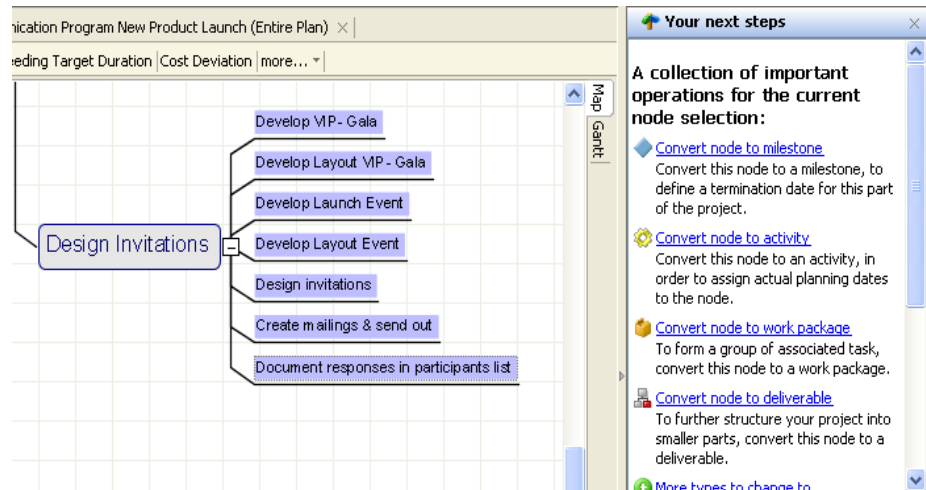 nication Program New Product Launch (Entire Plan)
eeding Target Duration Cost Deviation more...
Map
Gantt
Design Invitations
Develop VIP- Gala
Develop Layout VIP - Gala
Develop Launch Event
Develop Layout Event
Design invitations
Create mailings & send out
Document responses in participants list
Your next steps
A collection of important
operations for the current
node selection:
Convert node to milestone
Convert this node to a milestone, to
define a termination date for this part
of the project.
Convert node to activity
Convert this node to an activity, in
order to assign actual planning dates
to the node.
Convert node to work package
To form a group of associated task,
convert this node to a work package.
Convert node to deliverable
To further structure your project into
smaller parts, convert this node to a
deliverable.
More types to change to